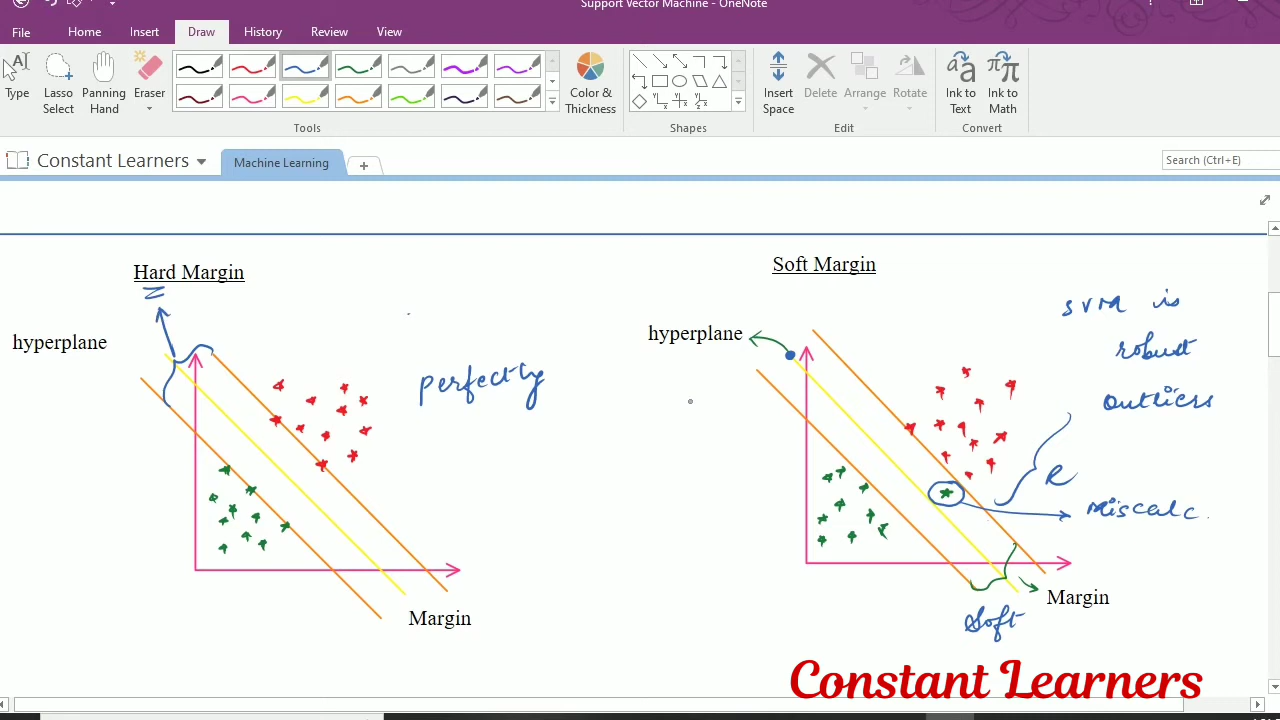 Support Vector Machine - OneNote
File Home Insert Draw History Review View
Type
Lasso Select
Panning Hand
Eraser
Color & Thickness
Insert Space
Delete
Arrange
Rotate
Ink to Text
Ink to Math
Tools
Shapes
Edit
Convert
Constant Learners
Machine Learning
Search (Ctrl+E)
Hard Margin
Z
hyperplane
perfectly
Margin
Soft Margin
hyperplane
svm is
robust
outliers
R
Miscalc
Margin
Soft
Constant Learners